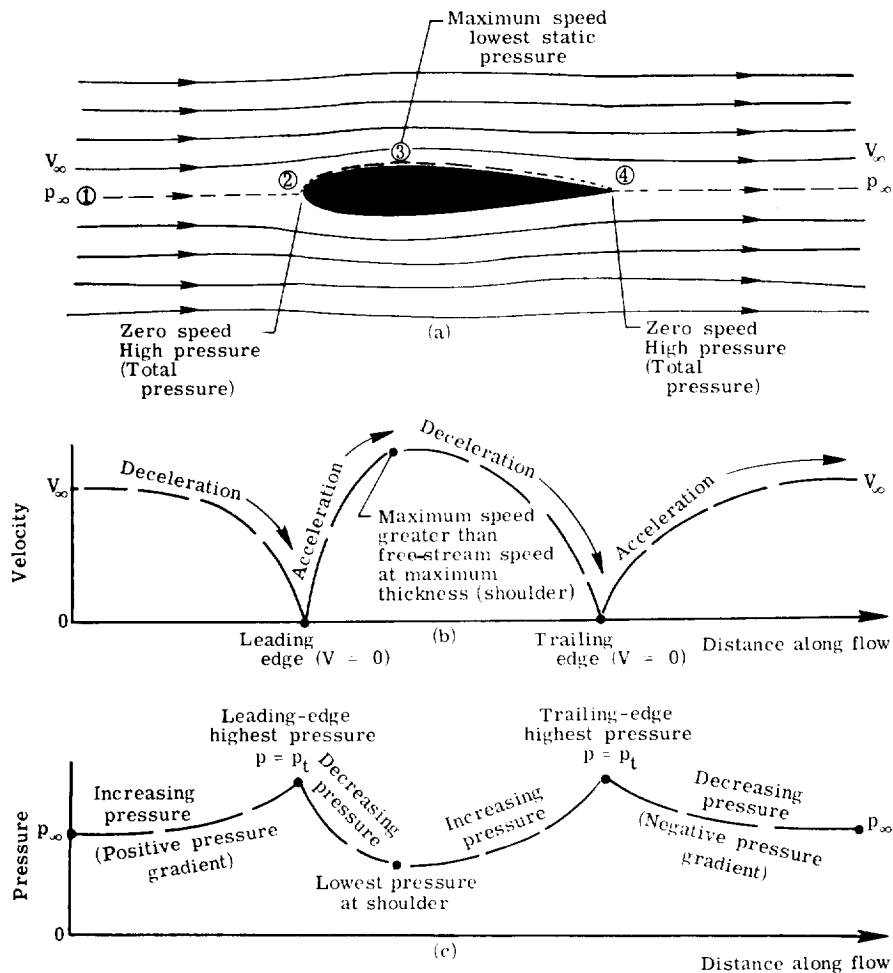 Maximum speed
lowest static
pressure
V∞
p∞ ①
②
③
④
V∞
p∞
Zero speed
High pressure
(Total
pressure)
(a)
Zero speed
High pressure
(Total
pressure)
Velocity
V∞
0
Deceleration
Acceleration
Deceleration
Acceleration
V∞
Maximum speed
greater than
free-stream speed
at maximum
thickness (shoulder)
Leading
edge (V = 0)
(b)
Trailing
edge (V = 0)
Distance along flow
Pressure
p∞
0
Leading-edge
highest pressure
p = pt
Trailing-edge
highest pressure
p = pt
Increasing
pressure
(Positive pressure
gradient)
Decreasing
pressure
Lowest pressure
at shoulder
Increasing
pressure
Decreasing
pressure
(Negative pressure
gradient)
p∞
(c)
Distance along flow